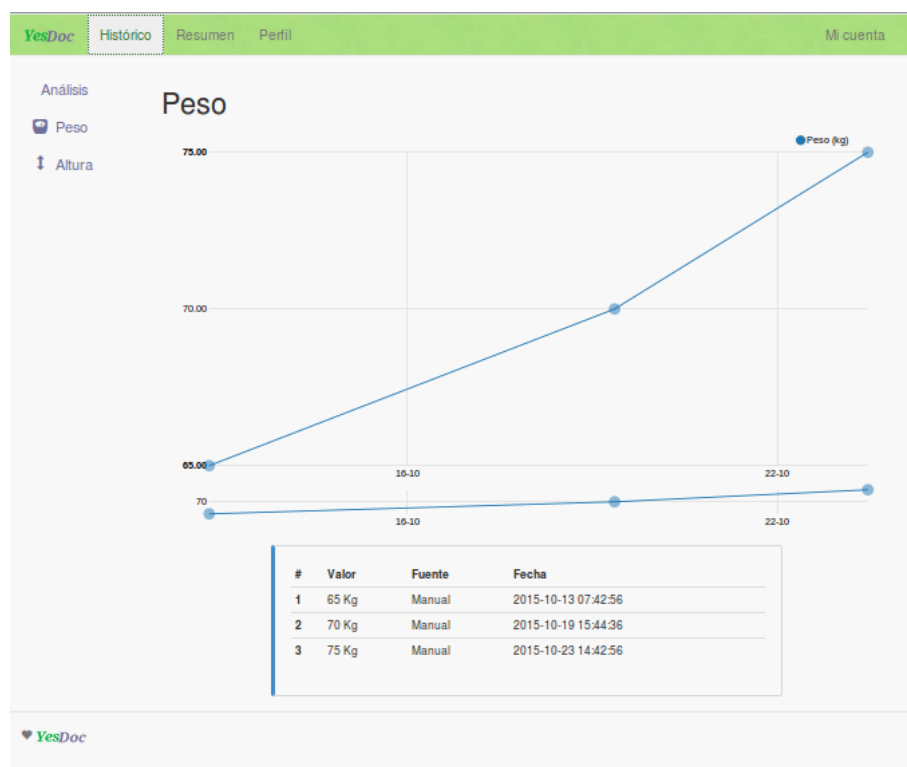 YesDoc Histórico Resumen Perfil Mi cuenta
Análisis
Peso
Altura
Peso
Peso (kg)
75.00
70.00
65.00
16-10 22-10
70
16-10 22-10
# Valor Fuente Fecha
1 65 Kg Manual 2015-10-13 07:42:56
2 70 Kg Manual 2015-10-19 15:44:36
3 75 Kg Manual 2015-10-23 14:42:56
YesDoc